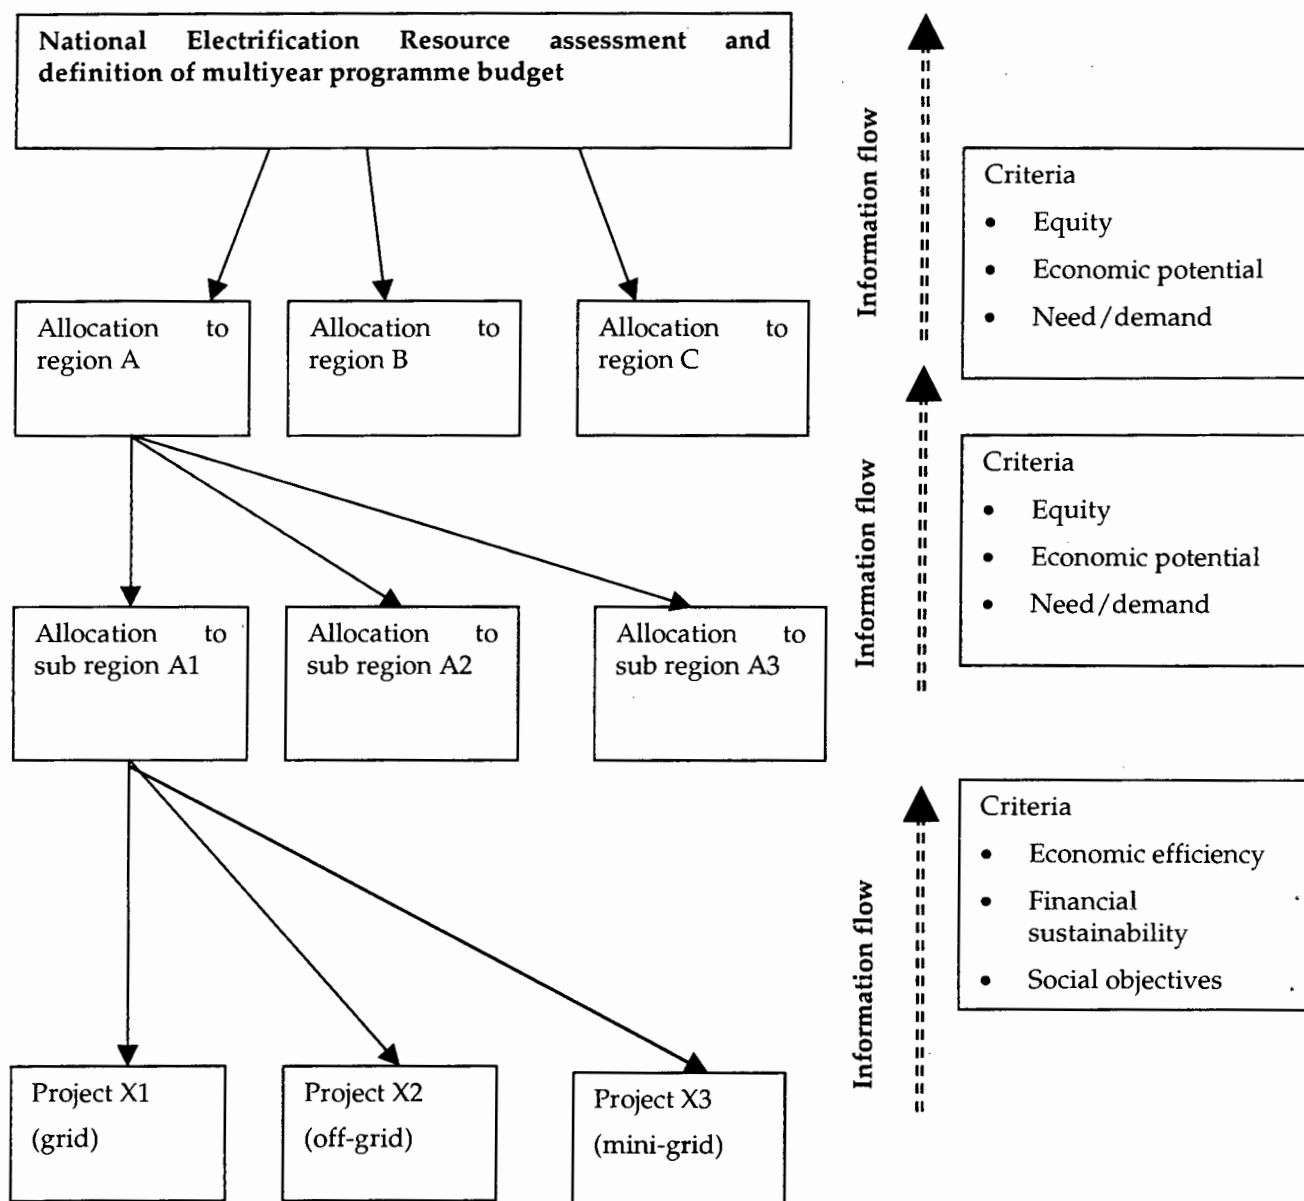 National Electrification Resource assessment and
definition of multiyear programme budget
Information flow
Criteria
• Equity
• Economic potential
• Need/demand
Allocation to
region A
Allocation to
region B
Allocation to
region C
Information flow
Criteria
• Equity
• Economic potential
• Need/demand
Allocation to
sub region A1
Allocation to
sub region A2
Allocation to
sub region A3
Information flow
Criteria
• Economic efficiency
• Financial
sustainability
• Social objectives
Project X1
(grid)
Project X2
(off-grid)
Project X3
(mini-grid)